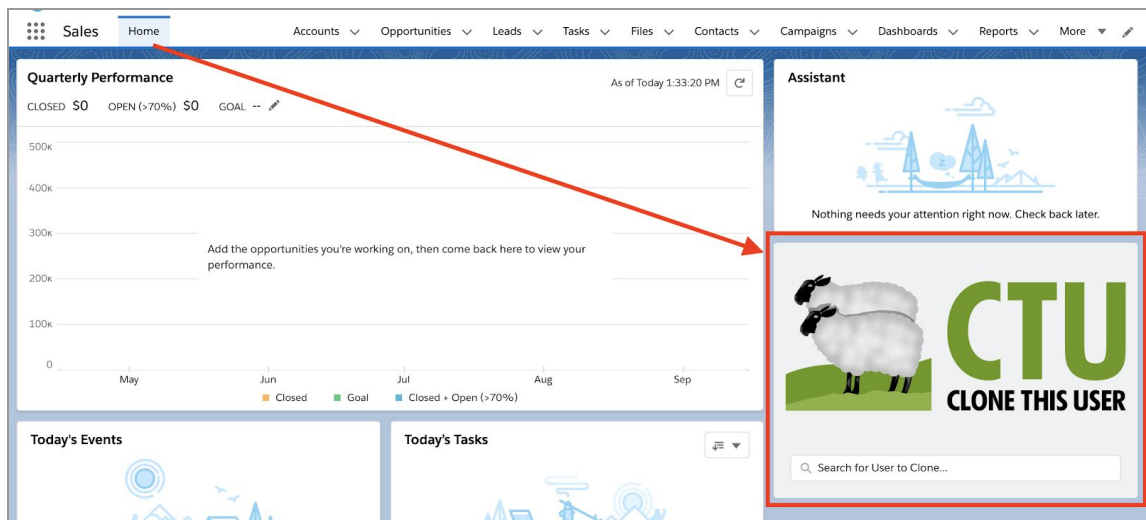 Sales
Home
Accounts
Opportunities
Leads
Tasks
Files
Contacts
Campaigns
Dashboards
Reports
More
Quarterly Performance
As of Today 1:33:20 PM
CLOSED $0 OPEN (>70%) $0 GOAL --
500K
400K
300K
200K
100K
0
Add the opportunities you're working on, then come back here to view your
performance.
May Jun Jul Aug Sep
Closed Goal Closed + Open (>70%)
Assistant
z
Nothing needs your attention right now. Check back later.
CTU
CLONE THIS USER
Search for User to Clone...
Today's Events
Today's Tasks